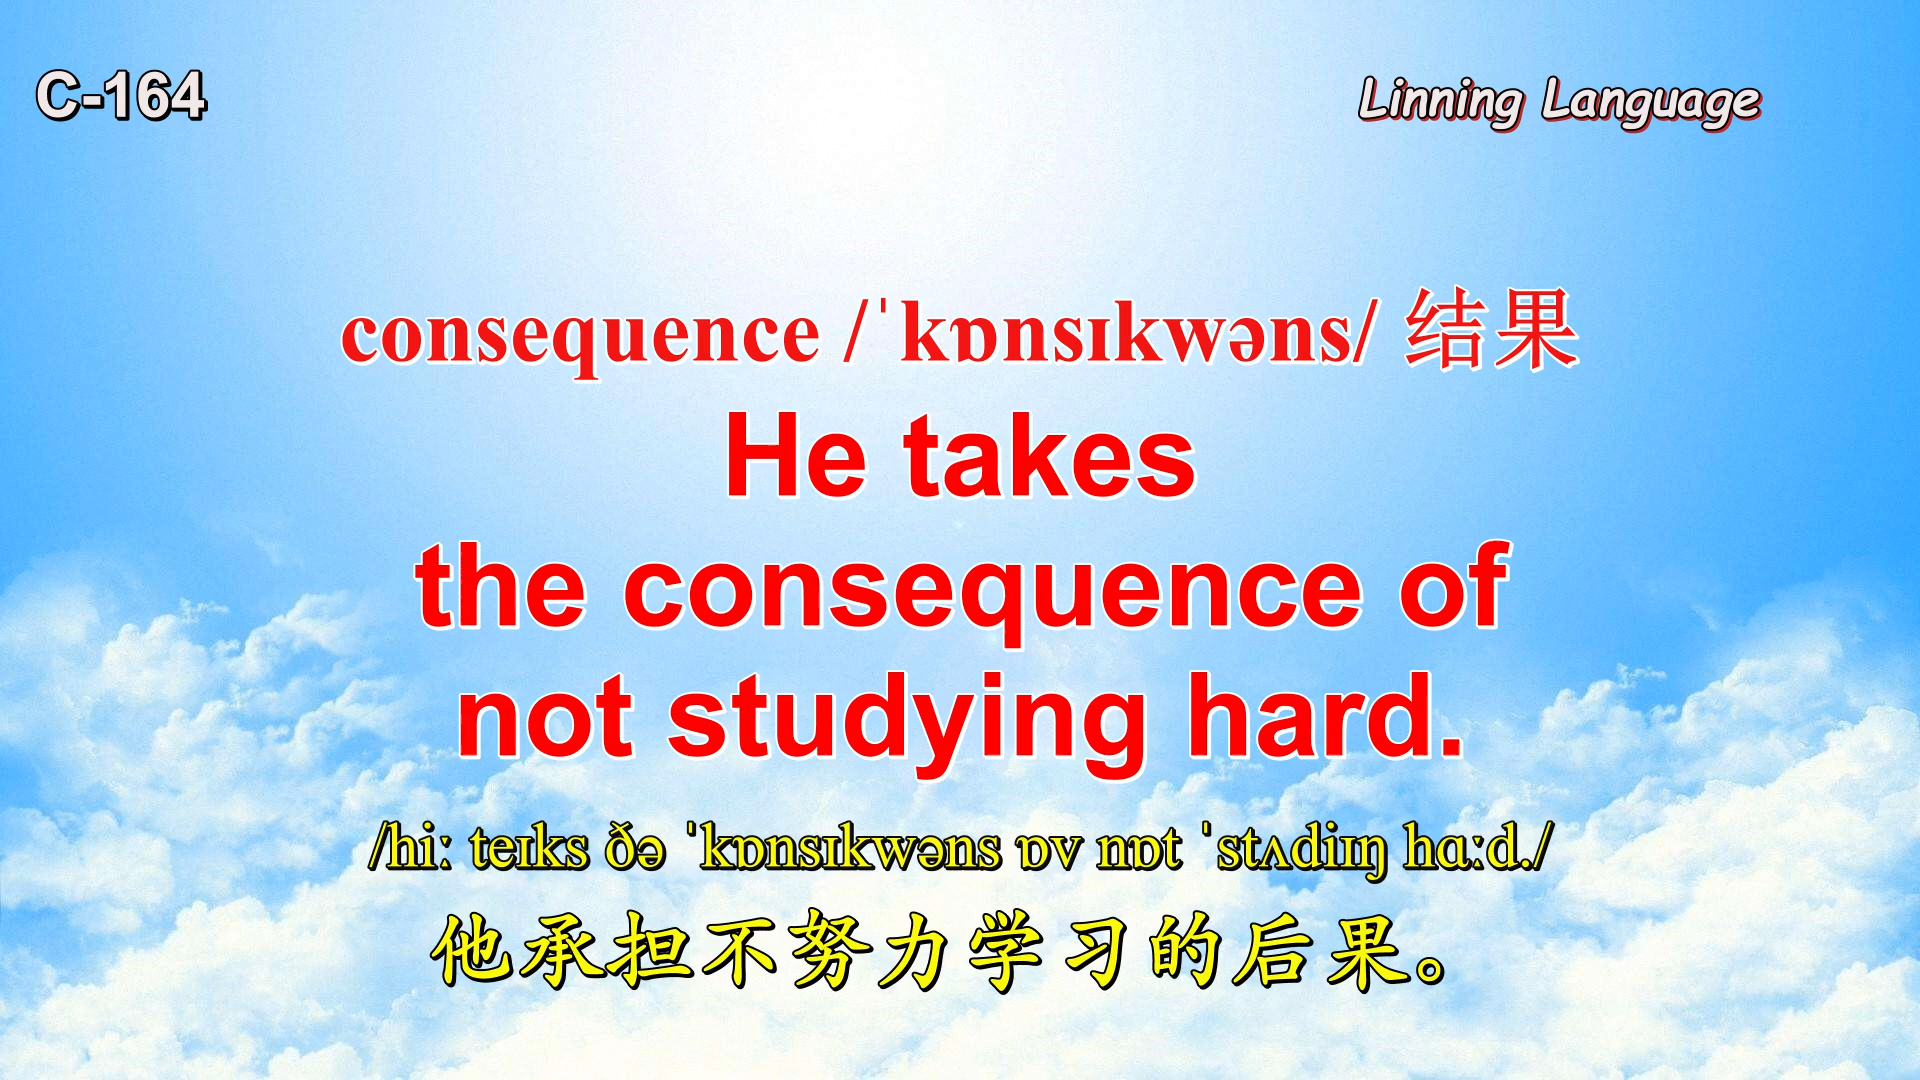 C-164
Linning Language
consequence /ˈkɒnsɪkwəns/ 结果
He takes
the consequence of
not studying hard.
/hiː teɪks ðə ˈkɒnsɪkwəns ɒv nɒt ˈstʌdiɪŋ hɑːd./
他承担不努力学习的后果。